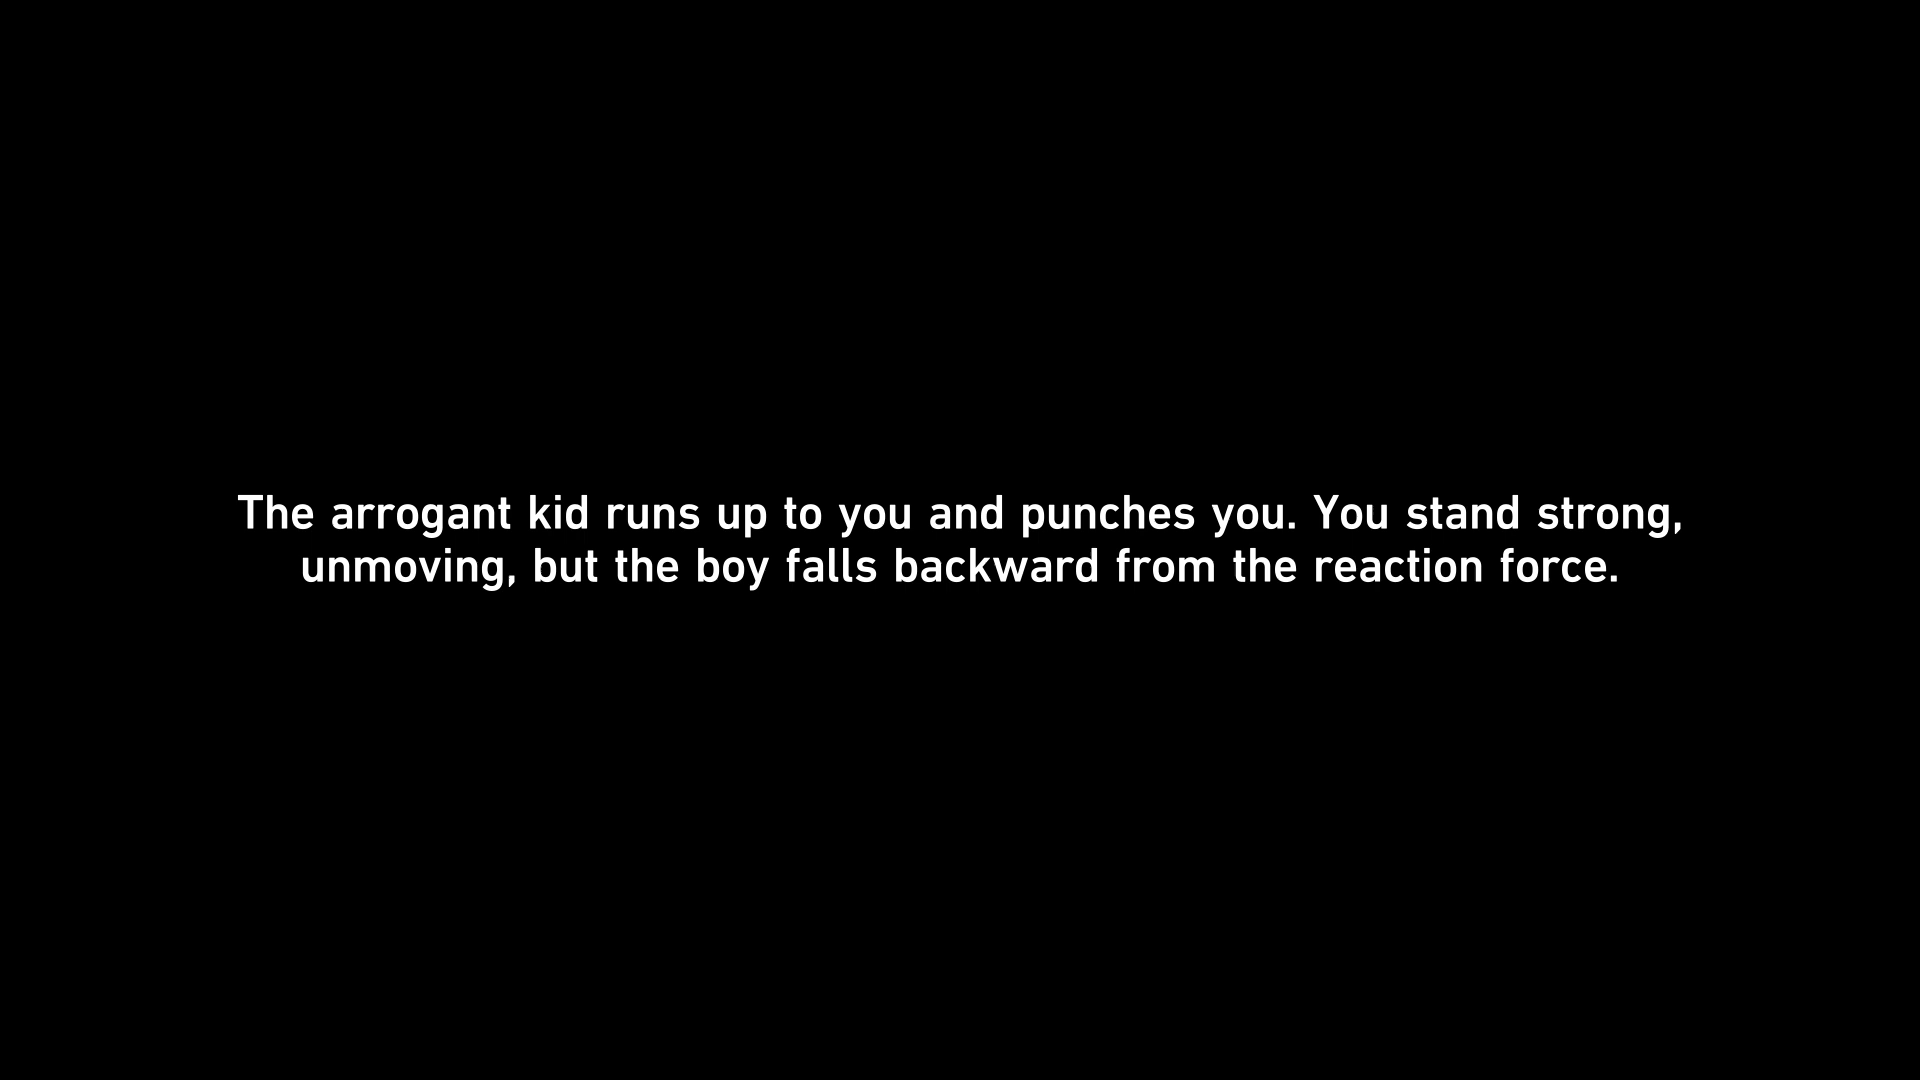 The arrogant kid runs up to you and punches you. You stand strong,
unmoving, but the boy falls backward from the reaction force.